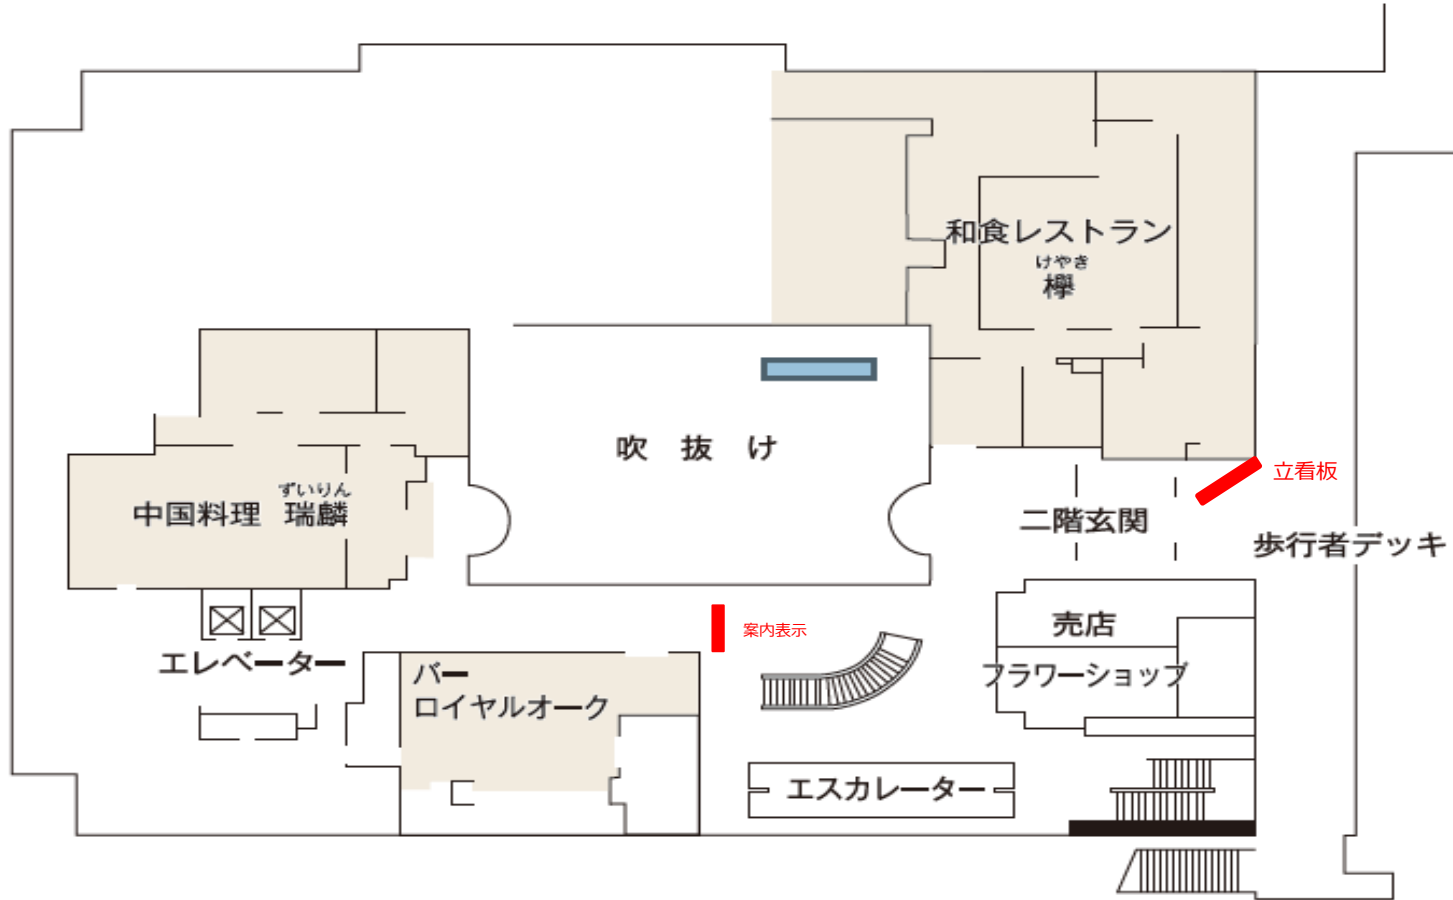 和食レストラン
けやき
欅
吹 抜 け
ずいりん
中国料理 瑞麟
立看板
二階玄関
歩行者デッキ
案内表示
売店
エレベーター
バー
ロイヤルオーク
フラワーショップ
エスカレーター